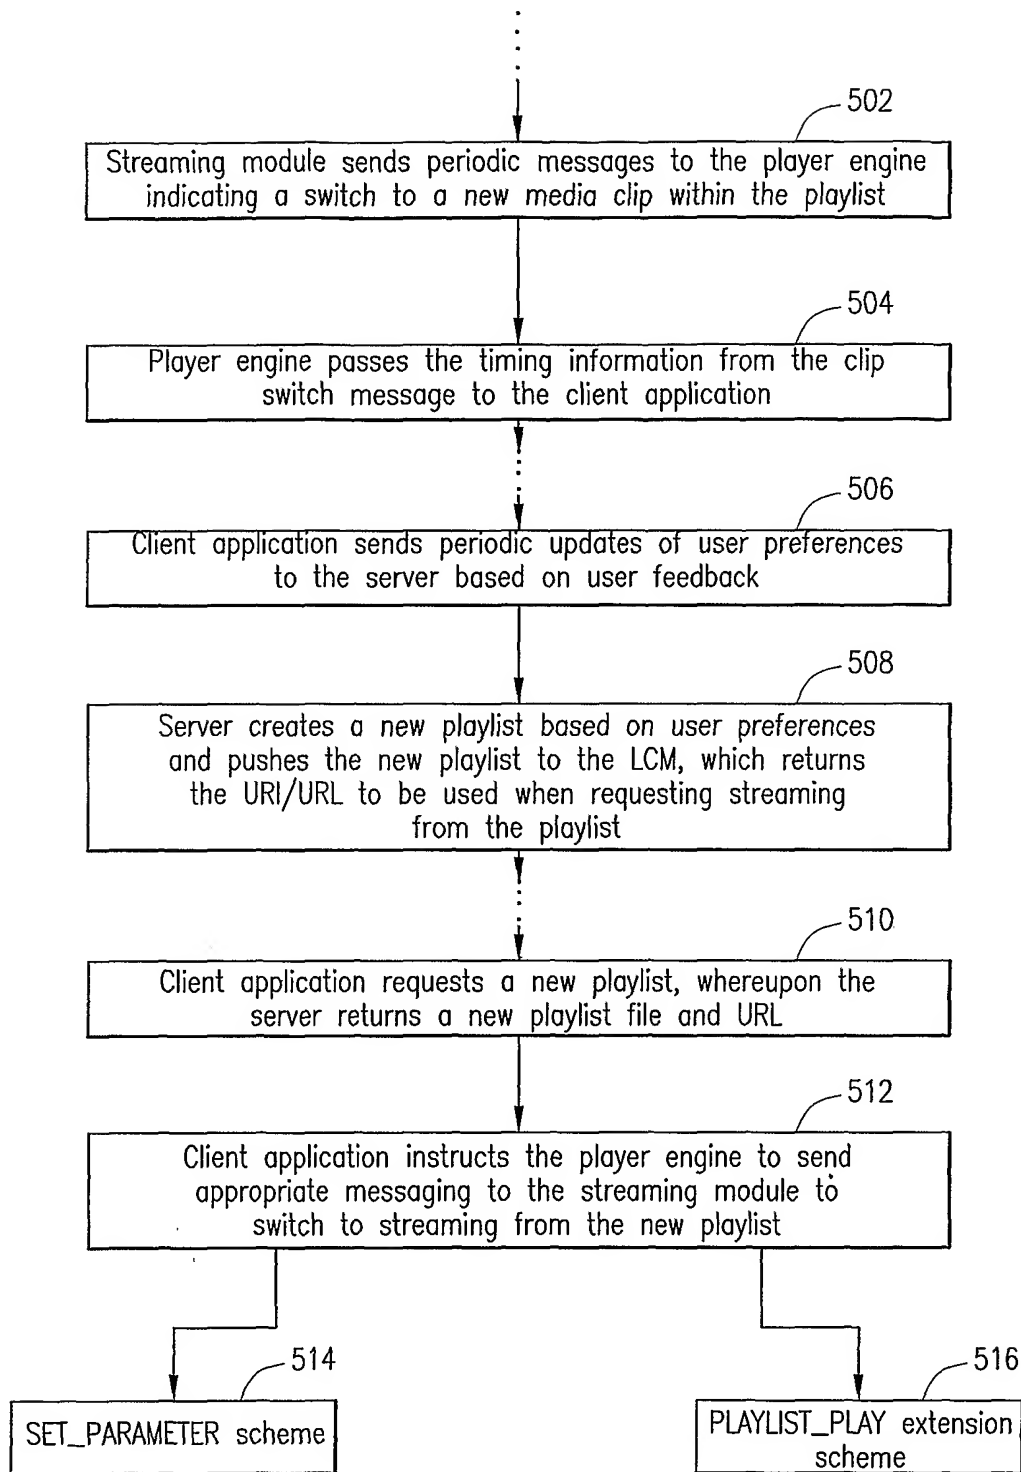 502
Streaming module sends periodic messages to the player engine
indicating a switch to a new media clip within the playlist
504
Player engine passes the timing information from the clip
switch message to the client application
506
Client application sends periodic updates of user preferences
to the server based on user feedback
508
Server creates a new playlist based on user preferences
and pushes the new playlist to the LCM, which returns
the URI/URL to be used when requesting streaming
from the playlist
510
Client application requests a new playlist, whereupon the
server returns a new playlist file and URL
512
Client application instructs the player engine to send
appropriate messaging to the streaming module to
switch to streaming from the new playlist
514
SET_PARAMETER scheme
516
PLAYLIST_PLAY extension
scheme